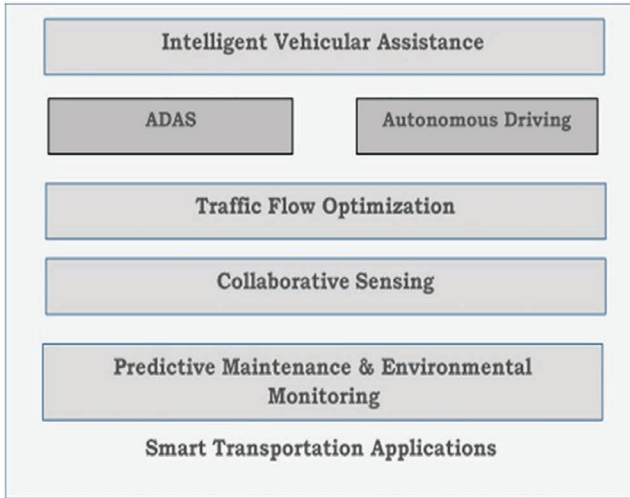 Intelligent Vehicular Assistance
ADAS
Autonomous Driving
Traffic Flow Optimization
Collaborative Sensing
Predictive Maintenance & Environmental
Monitoring
Smart Transportation Applications